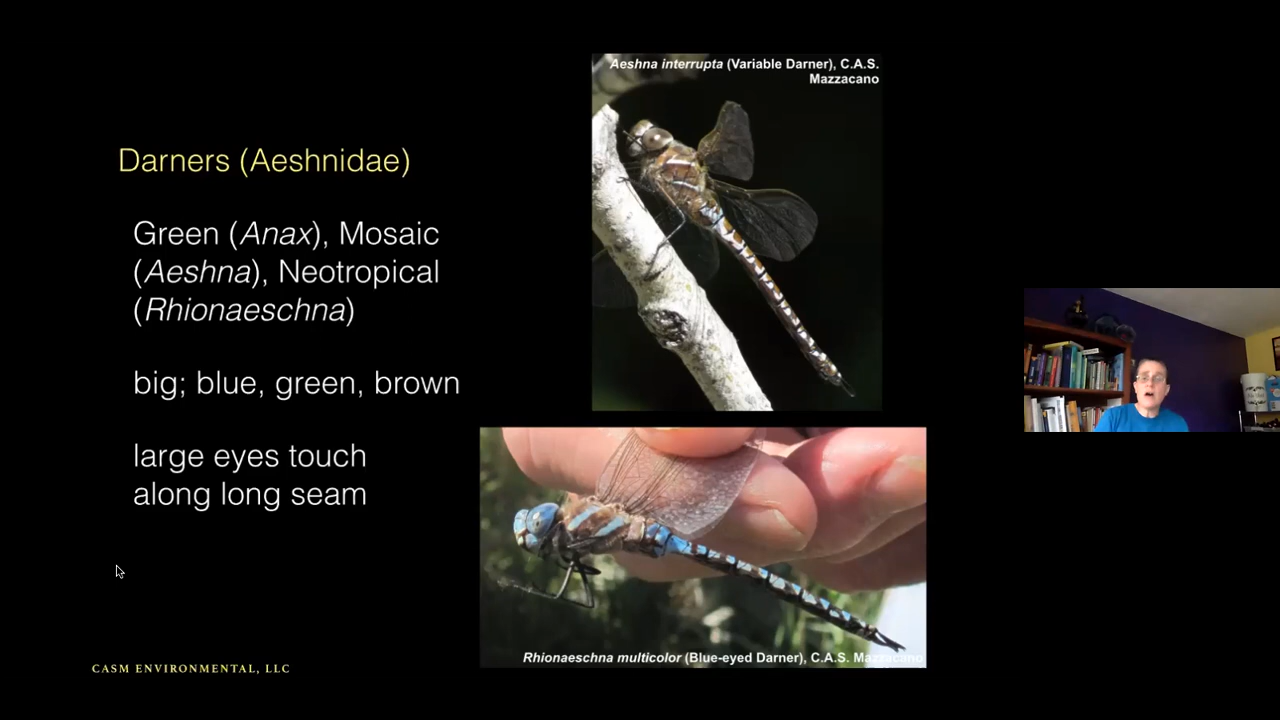 Aeshna interrupta (Variable Darner), C.A.S.
Mazzacano
Darners (Aeshnidae)
Green (Anax), Mosaic
(Aeshna), Neotropical
(Rhionaeschna)
big; blue, green, brown
large eyes touch
along long seam
Rhionaeschna multicolor (Blue-eyed Darner), C.A.S. Mazzacano
CASM ENVIRONMENTAL, LLC